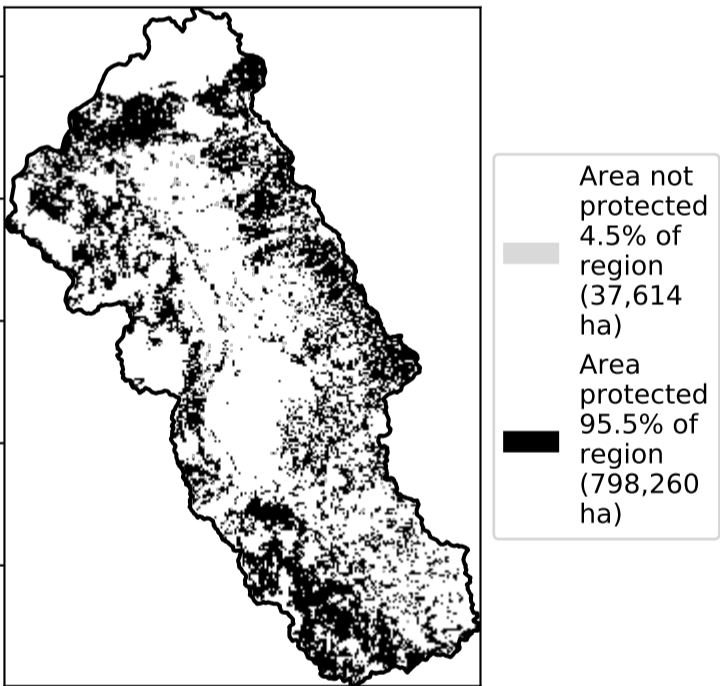 Area not
protected
4.5% of
region
(37,614
ha)
Area
protected
95.5% of
region
(798,260
ha)